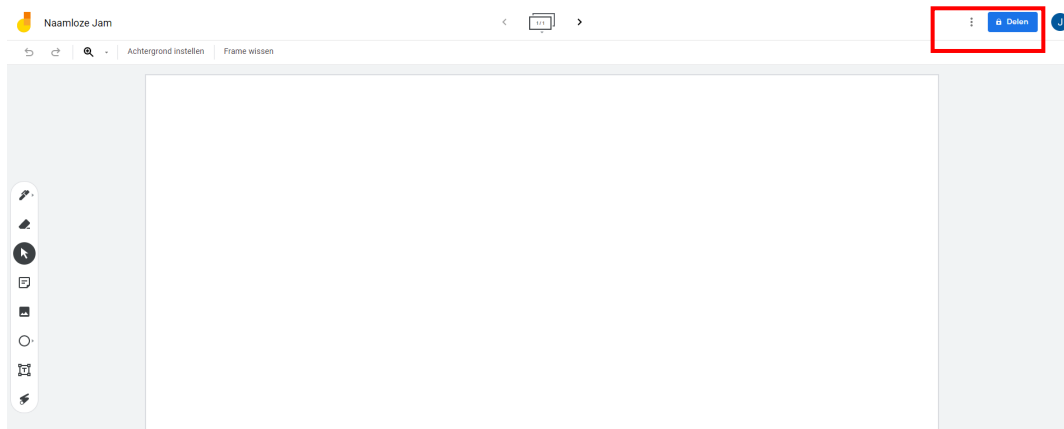 Naamloze Jam
1/1
Delen
J
Achtergrond instellen
Frame wissen